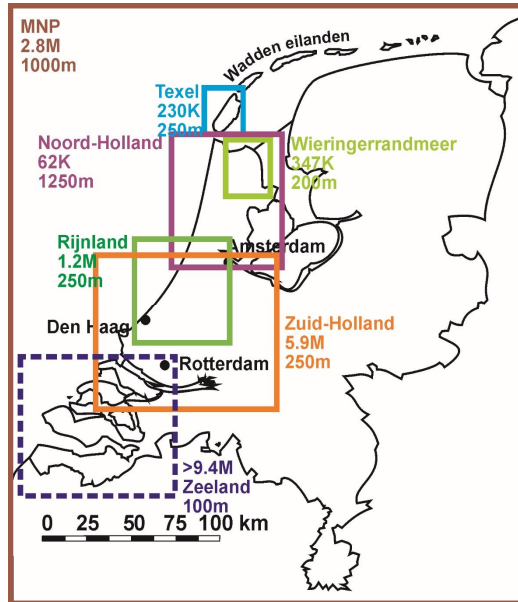 MNP
2.8M
1000m
Wadden eilanden
Texel
230K
250m
Noord-Holland
62K
1250m
Wieringerrandmeer
347K
200m
Rijnland
1.2M
250m
Amsterdam
Den Haag
Zuid-Holland
5.9M
250m
Rotterdam
>9.4M
Zeeland
100m
0 25 50 75 100 km